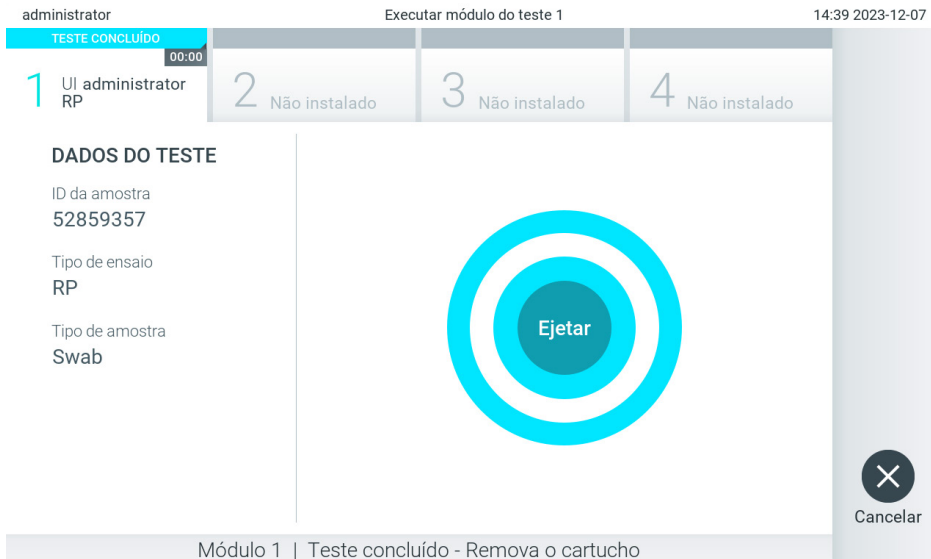 administrator
Executar módulo do teste 1
14:39 2023-12-07
TESTE CONCLUÍDO
00:00
1
UI administrator
RP
2 Não instalado
3 Não instalado
4 Não instalado
DADOS DO TESTE
ID da amostra
52859357
Tipo de ensaio
RP
Tipo de amostra
Swab
Ejetar
Cancelar
Módulo 1 | Teste concluído - Remova o cartucho